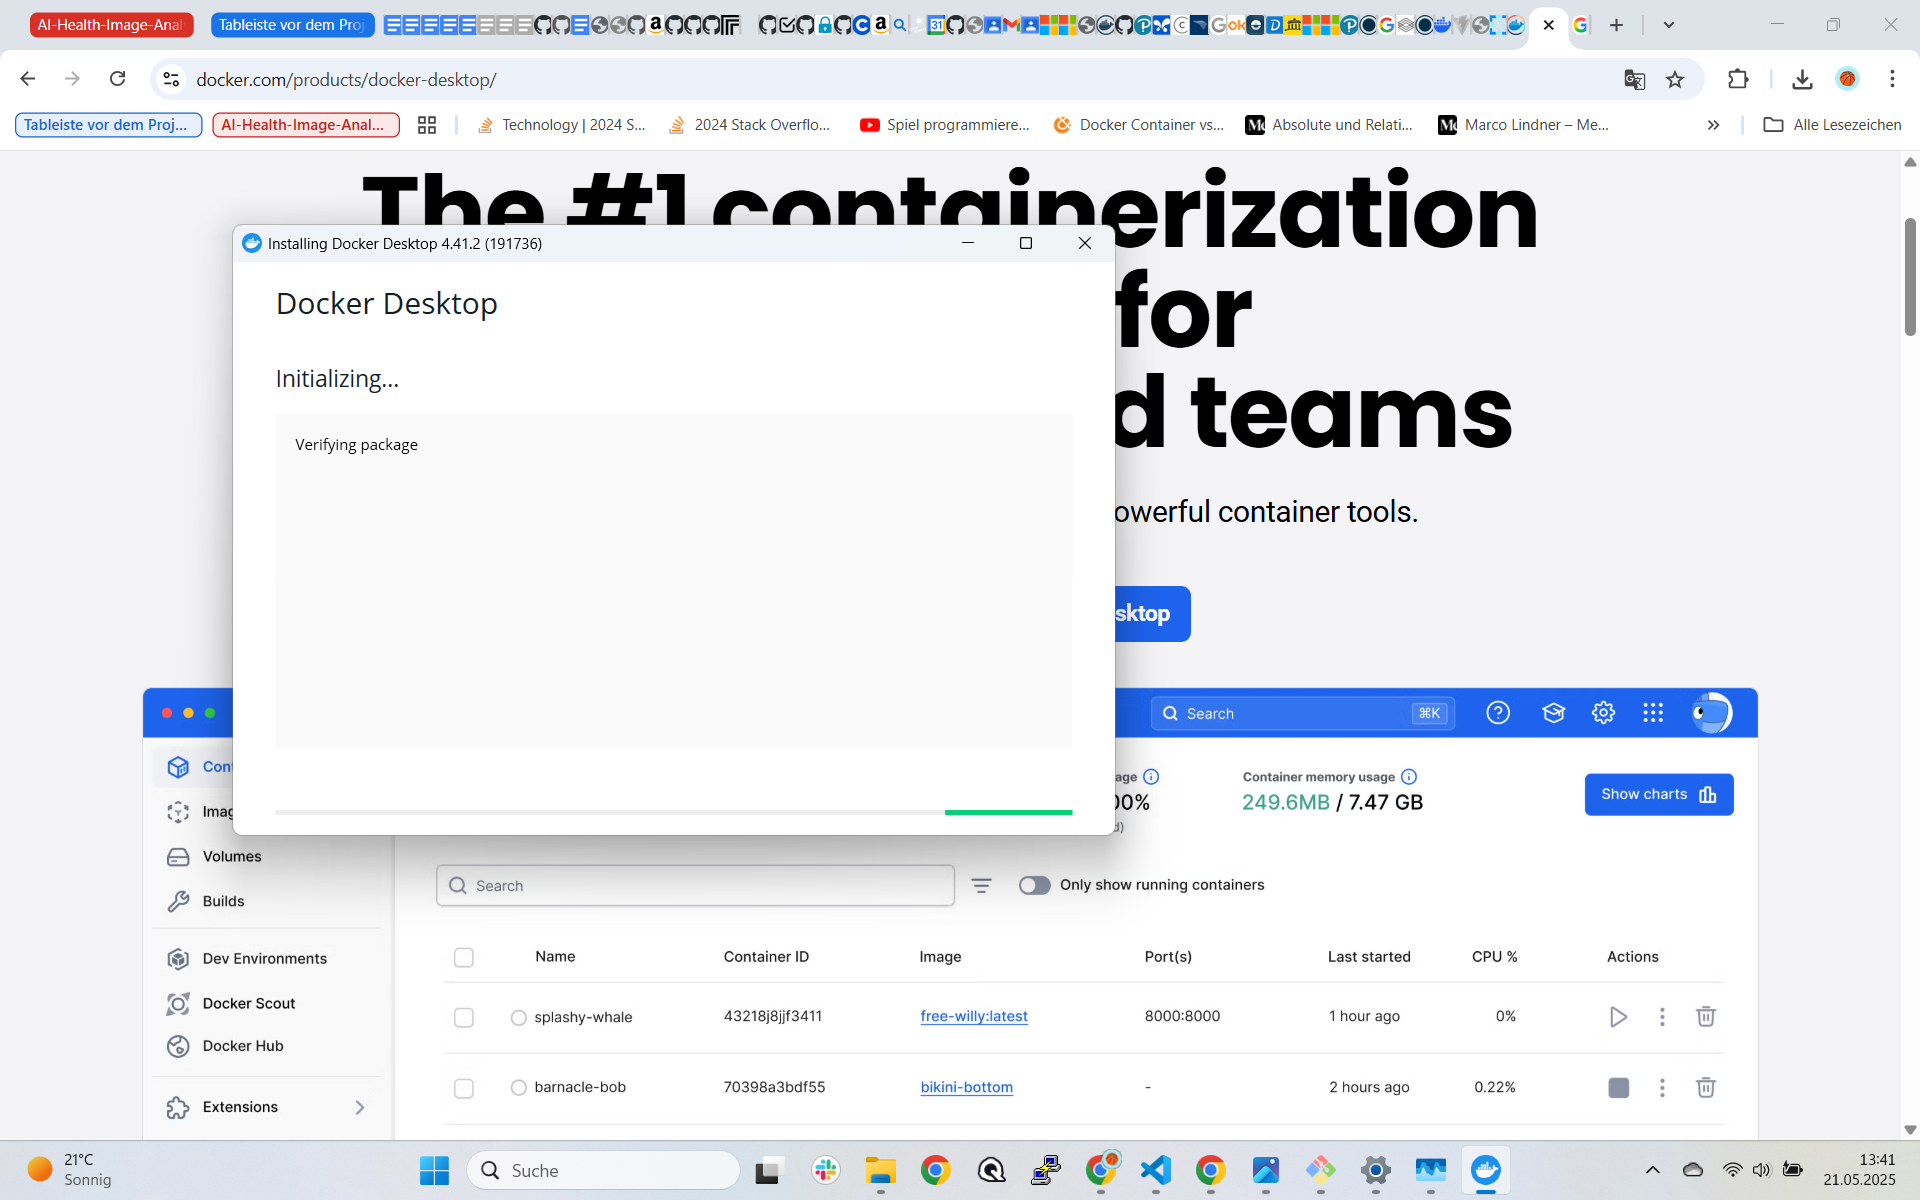 AI-Health-Image-Anal
Tableiste vor dem Proj
docker.com/products/docker-desktop/
Tableiste vor dem Proj...
AI-Health-Image-Anal...
Technology | 2024 S...
2024 Stack Overflo...
Spiel programmiere...
Docker Container vs...
Absolute und Relati...
Marco Lindner – Me...
Alle Lesezeichen
The #1 containerization
for
d teams
owerful container tools.
sktop
Installing Docker Desktop 4.41.2 (191736)
Docker Desktop
Initializing...
Verifying package
Search
⌘K
Cont
Imag
Volumes
Builds
Dev Environments
Docker Scout
Docker Hub
Extensions
age
00%
d)
Container memory usage
249.6MB / 7.47 GB
Show charts
Search
Only show running containers
Name Container ID Image Port(s) Last started CPU % Actions
splashy-whale 43218j8jjf3411 free-willy:latest 8000:8000 1 hour ago 0%
barnacle-bob 70398a3bdf55 bikini-bottom - 2 hours ago 0.22%
21°C
Sonnig
Suche
13:41
21.05.2025